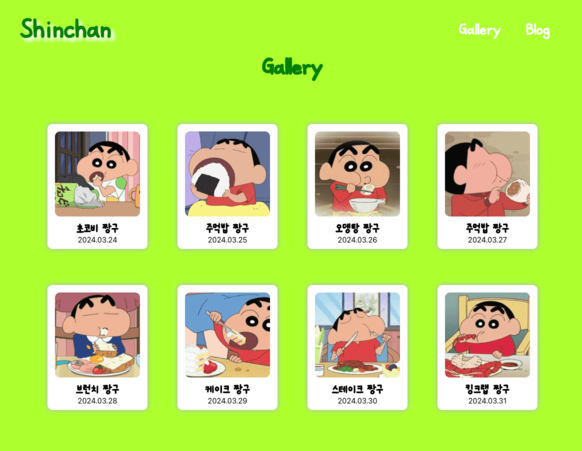 Shinchan
Gallery Blog
Gallery
초코비 짱구
2024.03.24
주먹밥 짱구
2024.03.25
오뎅탕 짱구
2024.03.26
주먹밥 짱구
2024.03.27
브런치 짱구
2024.03.28
케이크 짱구
2024.03.29
스테이크 짱구
2024.03.30
킹크랩 짱구
2024.03.31